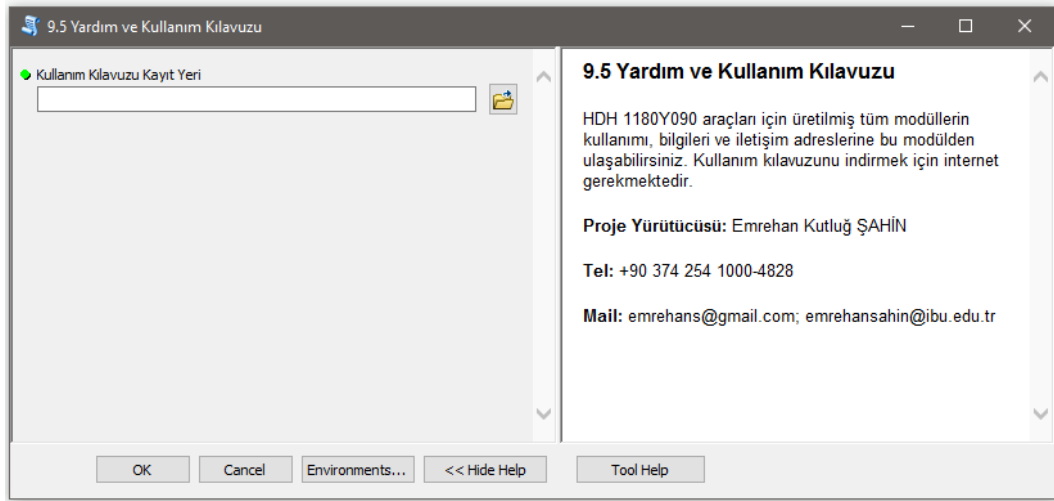 9.5 Yardım ve Kullanım Kılavuzu
Kullanım Kılavuzu Kayıt Yeri
9.5 Yardım ve Kullanım Kılavuzu
HDH 1180Y090 araçları için üretilmiş tüm modüllerin
kullanımı, bilgileri ve iletişim adreslerine bu modülden
ulaşabilirsiniz. Kullanım kılavuzunu indirmek için internet
gerekmektedir.
Proje Yürütücüsü: Emrehan Kutluğ ŞAHİN
Tel: +90 374 254 1000-4828
Mail: emrehans@gmail.com; emrehansahin@ibu.edu.tr
OK Cancel Environments... << Hide Help Tool Help